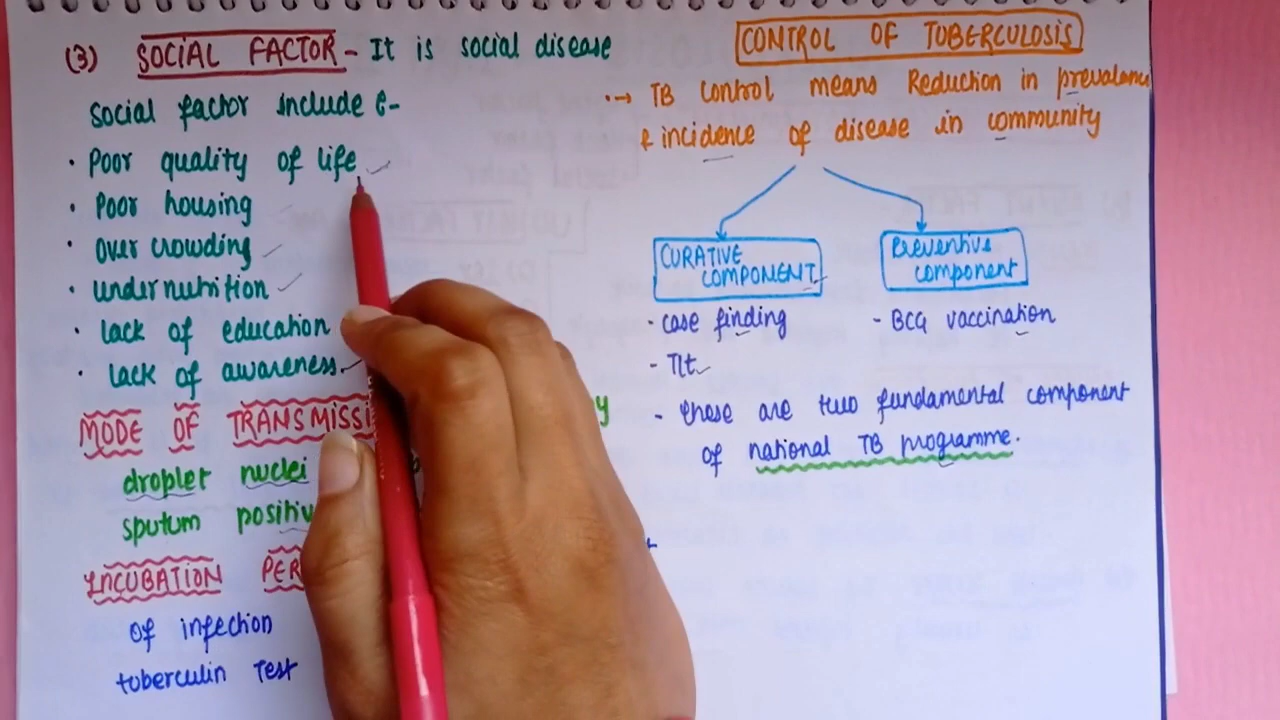 (3) SOCIAL FACTOR - It is social disease
Social factor include :-
• Poor quality of life
• Poor housing
• Over crowding
• under nutrition
• lack of education
• lack of awareness
MODE OF TRANSMISSI
droplet nuclei
sputum positiv
INCUBATION PER
of infection
tuberculin Test
CONTROL OF TUBERCULOSIS
→ TB control means Reduction in prevalence
& incidence of disease in community
CURATIVE
COMPONENT
- case finding
- Tlt
Preventive
component
- BCG vaccination
- these are two fundamental component
of national TB programme.